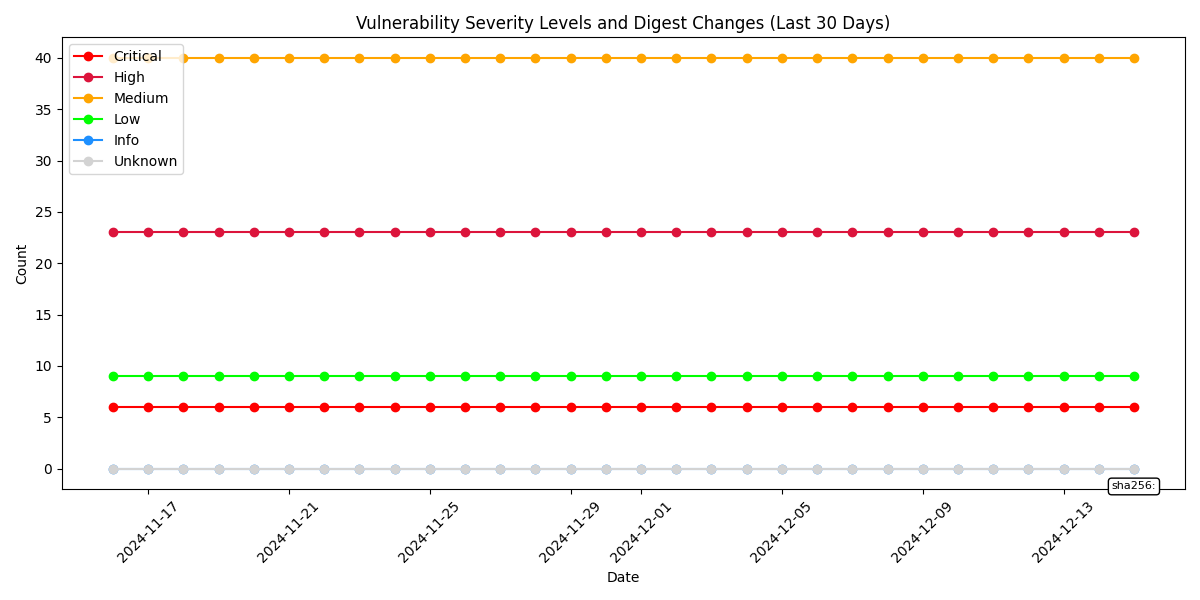 Vulnerability Severity Levels and Digest Changes (Last 30 Days)
Critical
High
Medium
Low
Info
Unknown
Count
40
35
30
25
20
15
10
5
0
sha256:
2024-11-17
2024-11-21
2024-11-25
2024-11-29
2024-12-01
2024-12-05
2024-12-09
2024-12-13
Date